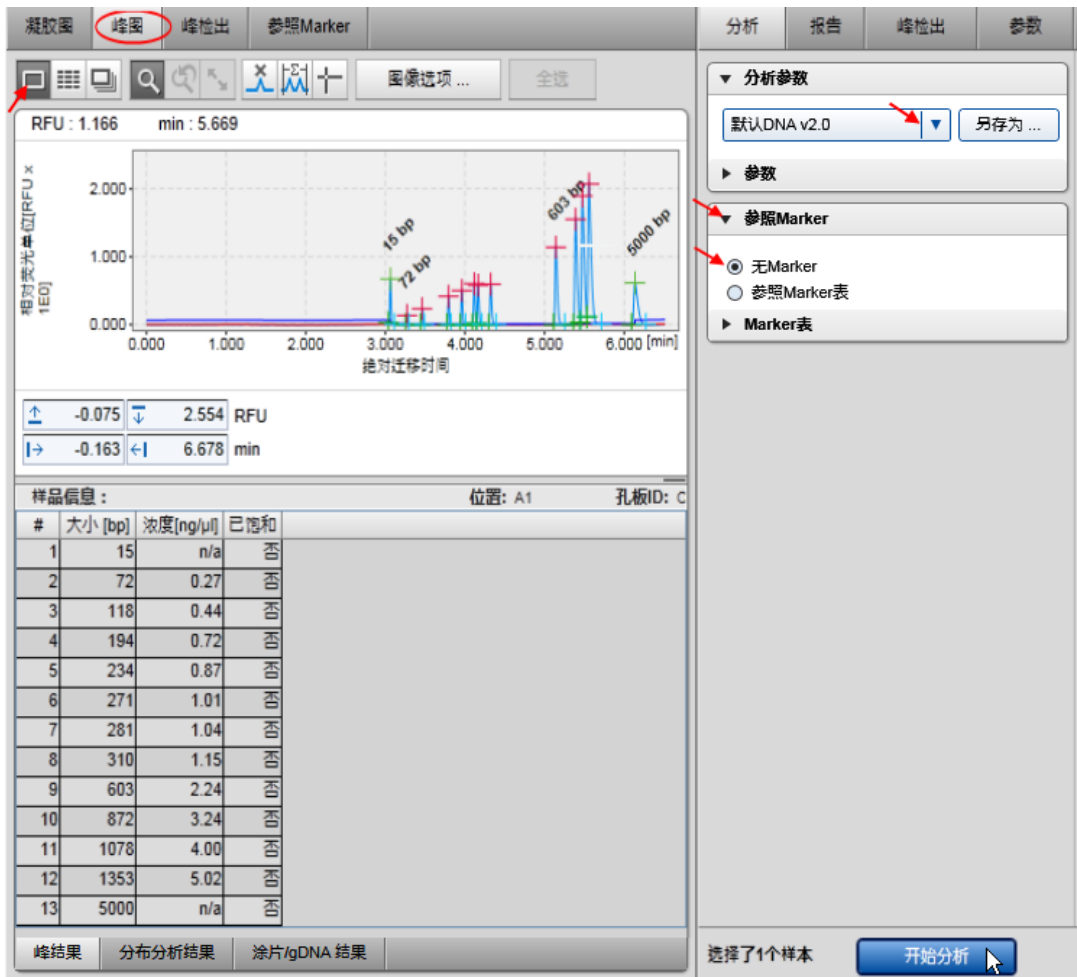 凝胶图 峰图 峰检出 参照Marker
图像选项 ... 全选
RFU : 1.166 min : 5.669
相对荧光单位[RFU x 1E0]
2.000
1.000
0.000
15 bp
72 bp
603 bp
5000 bp
0.000 1.000 2.000 3.000 4.000 5.000 6.000 [min]
绝对迁移时间
-0.075 2.554 RFU
-0.163 6.678 min
样品信息： 位置: A1 孔板ID: C
# 大小 [bp] 浓度[ng/µl] 已饱和
1 15 n/a 否
2 72 0.27 否
3 118 0.44 否
4 194 0.72 否
5 234 0.87 否
6 271 1.01 否
7 281 1.04 否
8 310 1.15 否
9 603 2.24 否
10 872 3.24 否
11 1078 4.00 否
12 1353 5.02 否
13 5000 n/a 否
峰结果 分布分析结果 涂片/gDNA 结果
分析 报告 峰检出 参数
分析参数
默认DNA v2.0 另存为 ...
参数
参照Marker
无Marker
参照Marker表
Marker表
选择了1个样本 开始分析